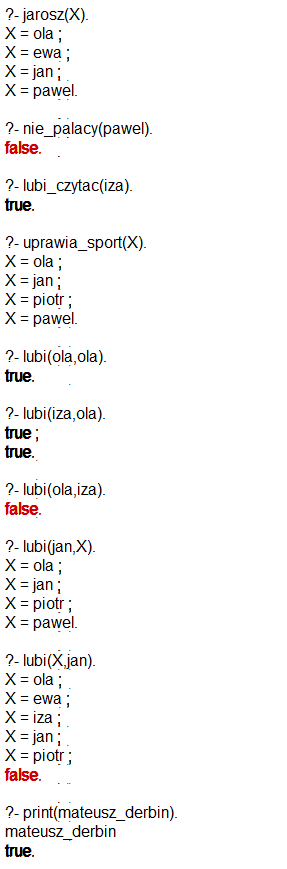 ?- jarosz(X).
X = ola ;
X = ewa ;
X = jan ;
X = pawel.
?- nie_palacy(pawel).
false.
?- lubi_czytac(iza).
true.
?- uprawia_sport(X).
X = ola ;
X = jan ;
X = piotr ;
X = pawel.
?- lubi(ola,ola).
true.
?- lubi(iza,ola).
true ;
true.
?- lubi(ola,iza).
false.
?- lubi(jan,X).
X = ola ;
X = jan ;
X = piotr ;
X = pawel.
?- lubi(X,jan).
X = ola ;
X = ewa ;
X = iza ;
X = jan ;
X = piotr ;
false.
?- print(mateusz_derbin).
mateusz_derbin
true.